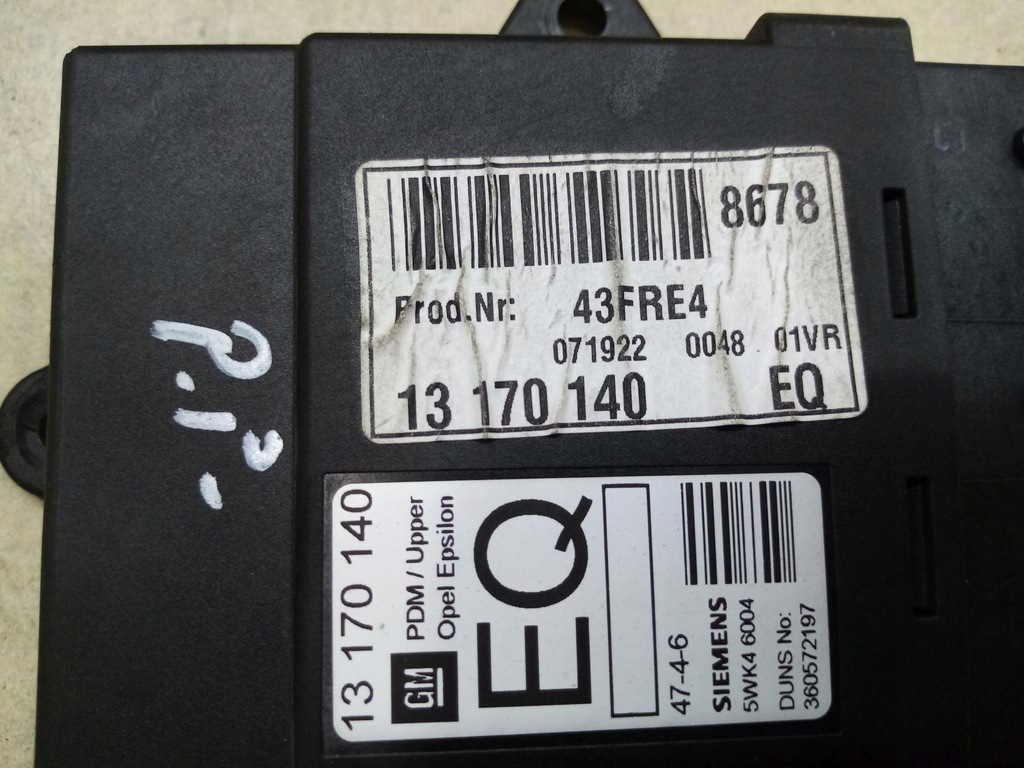 8678
Prod.Nr: 43FRE4
071922 0048 01VR
13 170 140 EQ
13 170 140
GM
PDM / Upper
Opel Epsilon
EQ
47-4-6
SIEMENS
5WK4 6004
DUNS No:
360572197